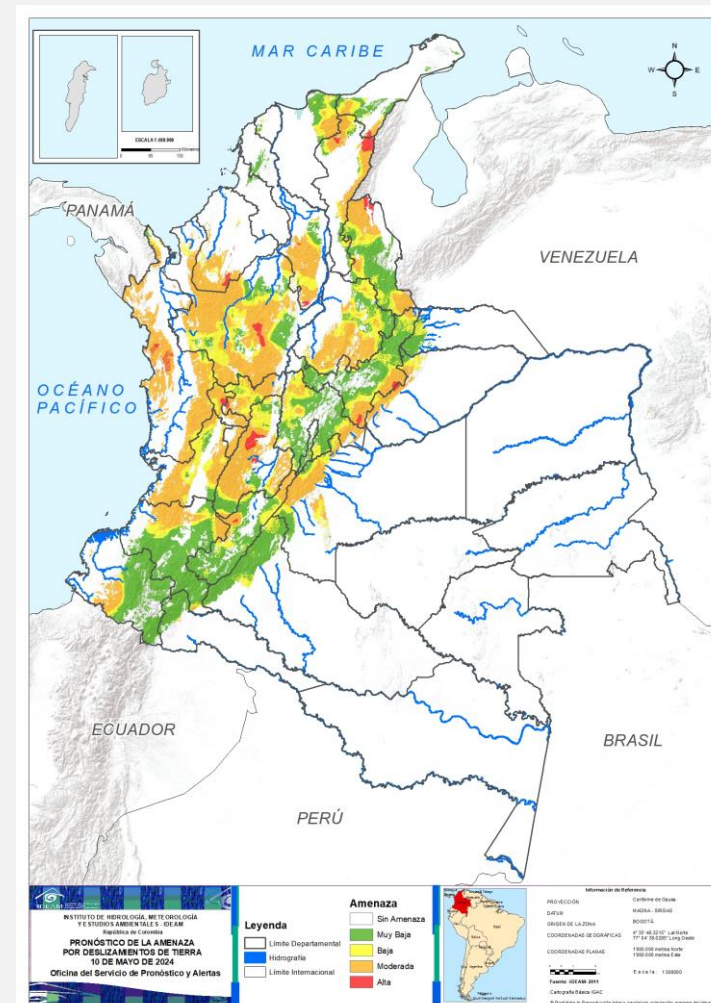 MAR CARIBE
N
W
E
S
ESCALA 1:600.000
PANAMÁ
VENEZUELA
OCÉANO
PACÍFICO
ECUADOR
BRASIL
PERÚ
IDEAM
INSTITUTO DE HIDROLOGÍA, METEOROLOGÍA
Y ESTUDIOS AMBIENTALES - IDEAM
República de Colombia
PRONÓSTICO DE LA AMENAZA
POR DESLIZAMIENTOS DE TIERRA
10 DE MAYO DE 2024
Oficina del Servicio de Pronóstico y Alertas
Leyenda
Límite Departamental
Hidrografía
Límite Internacional
Amenaza
Sin Amenaza
Muy Baja
Baja
Moderada
Alta
Información de Referencia
PROYECCIÓN
Conforme de Gauss
DATUM
MAGNA - SIRGAS
ORIGEN DE LA ZONA
BOGOTÁ
COORDENADAS GEOGRÁFICAS
COORDENADAS PLANAS
1'000.000 metros Norte
1'000.000 metros Este
Fuente: IDEAM 2011
Cartografía Básica IGAC